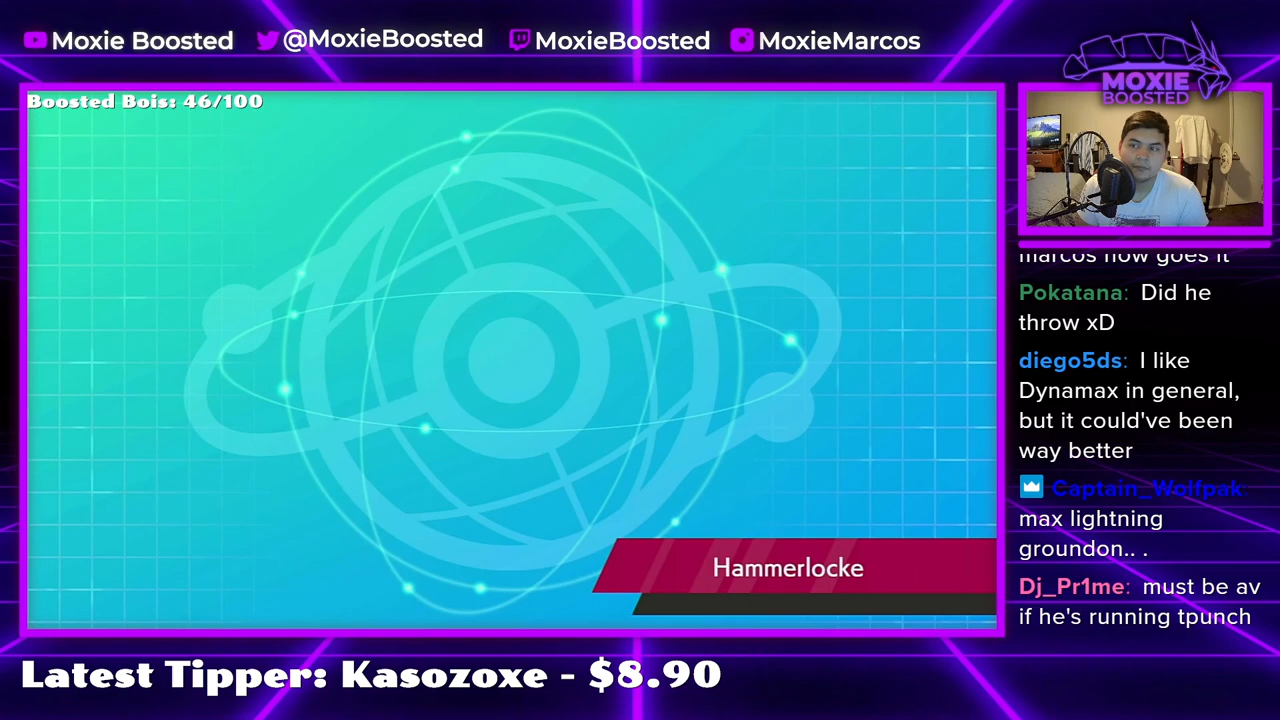 Moxie Boosted @MoxieBoosted MoxieBoosted MoxieMarcos
MOXIE
BOOSTED
Boosted Bois: 46/100
marcos how goes it
Pokatana: Did he
throw xD
diego5ds: I like
Dynamax in general,
but it could've been
way better
Captain_Wolfpak:
max lightning
groundon.. .
Dj_Pr1me: must be av
if he's running tpunch
Hammerlocke
Latest Tipper: Kasozoxe - $8.90